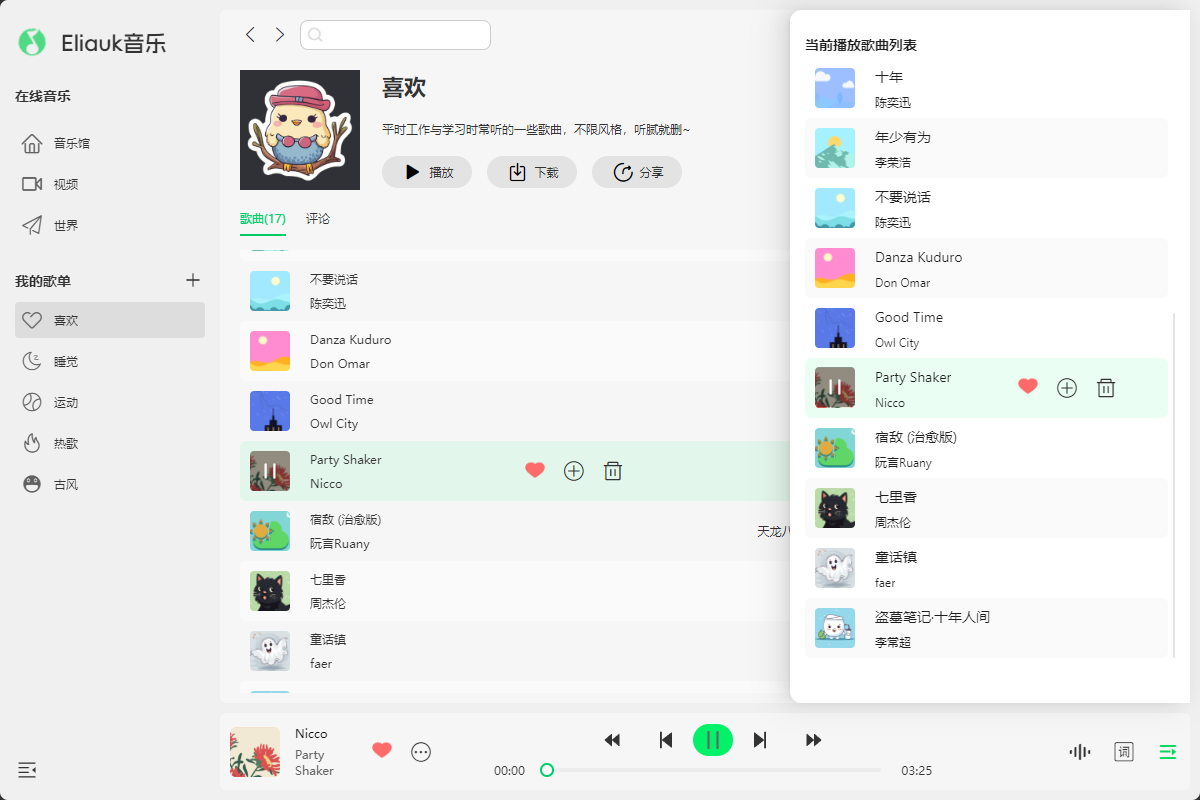 Eliauk音乐
在线音乐
音乐馆
视频
世界
我的歌单
喜欢
睡觉
运动
热歌
古风
喜欢
平时工作与学习时常听的一些歌曲，不限风格，听腻就删~
播放
下载
分享
歌曲(17)
评论
不要说话
陈奕迅
Danza Kuduro
Don Omar
Good Time
Owl City
Party Shaker
Nicco
宿敌 (治愈版)
阮言Ruany
天龙八
七里香
周杰伦
童话镇
faer
当前播放歌曲列表
十年
陈奕迅
年少有为
李荣浩
不要说话
陈奕迅
Danza Kuduro
Don Omar
Good Time
Owl City
Party Shaker
Nicco
宿敌 (治愈版)
阮言Ruany
七里香
周杰伦
童话镇
faer
盗墓笔记·十年人间
李常超
Nicco
Party
Shaker
00:00
03:25
词